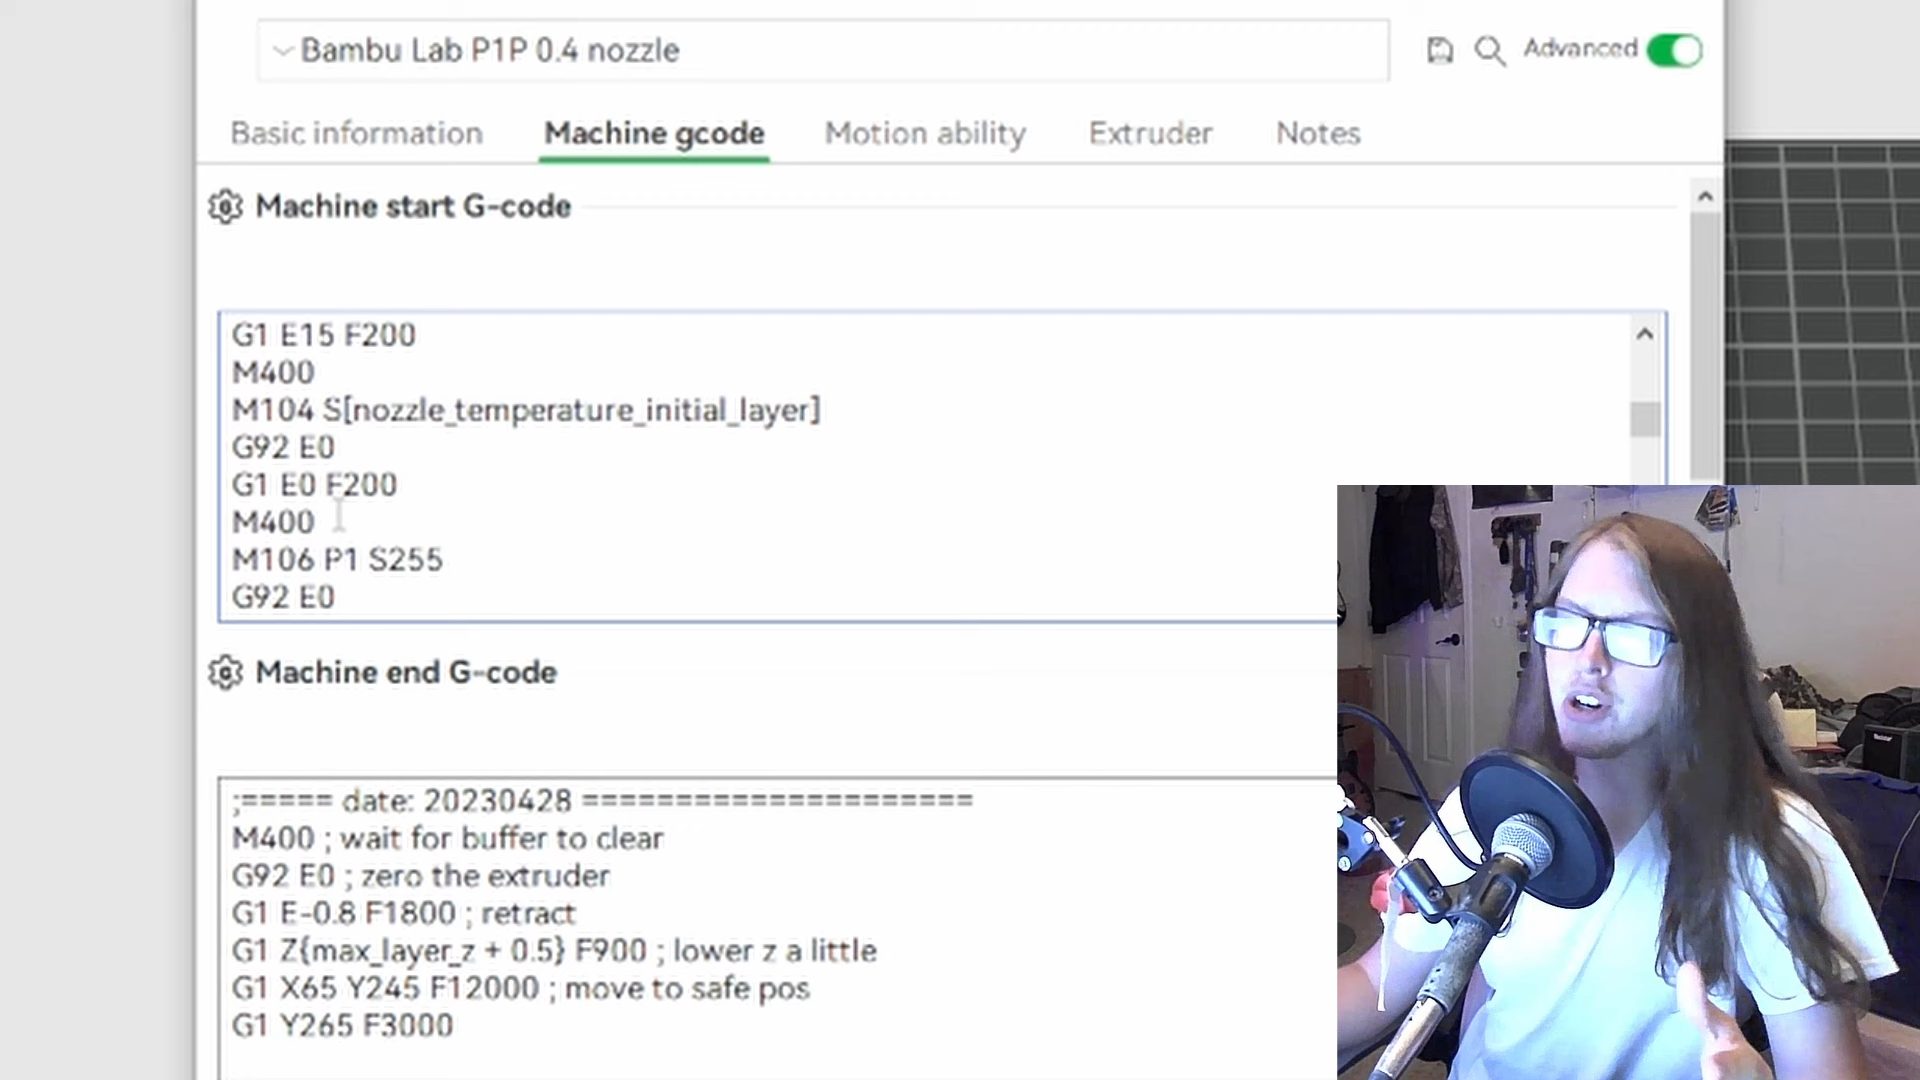 Bambu Lab P1P 0.4 nozzle
Advanced
Basic information
Machine gcode
Motion ability
Extruder
Notes
Machine start G-code
G1 E15 F200
M400
M104 S[nozzle_temperature_initial_layer]
G92 E0
G1 E0 F200
M400
M106 P1 S255
G92 E0
Machine end G-code
;===== date: 20230428 =====================
M400 ; wait for buffer to clear
G92 E0 ; zero the extruder
G1 E-0.8 F1800 ; retract
G1 Z{max_layer_z + 0.5} F900 ; lower z a little
G1 X65 Y245 F12000 ; move to safe pos
G1 Y265 F3000